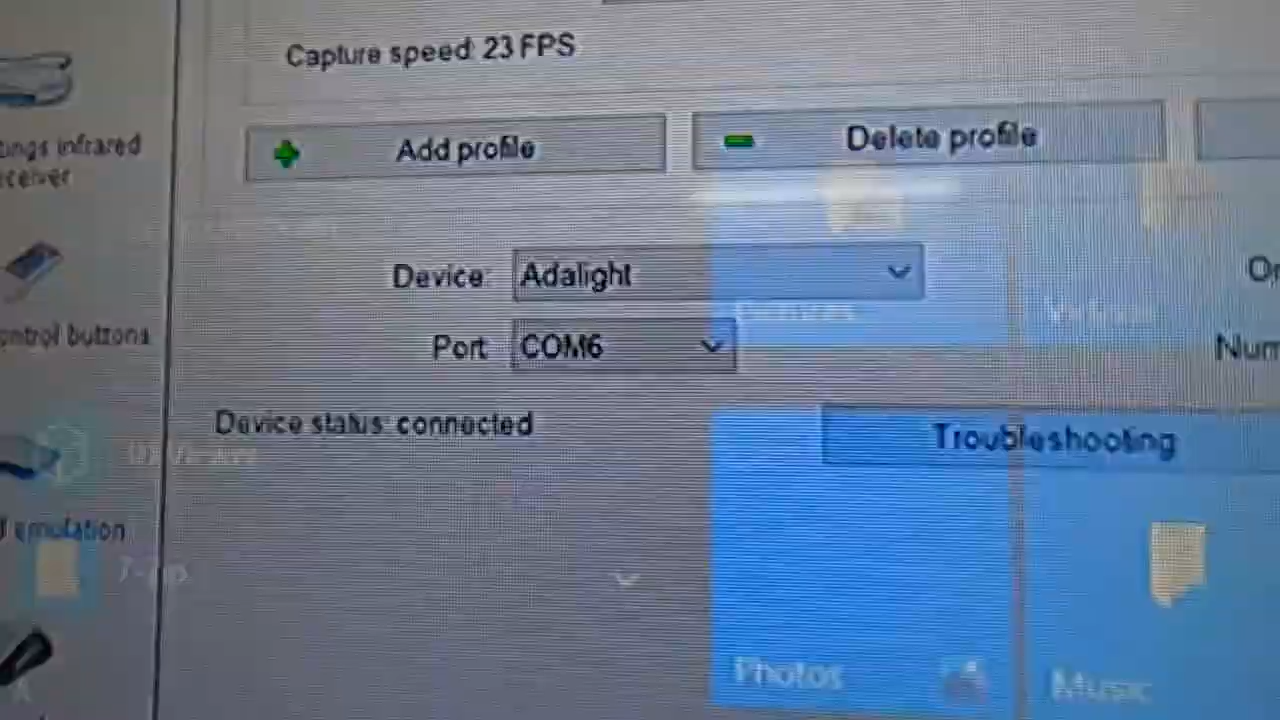 Capture speed: 23 FPS
Add profile
Delete profile
Device: Adalight
Port: COM6
Device status: connected
Troubleshooting
infrared
control buttons
emulation
Photos
Music